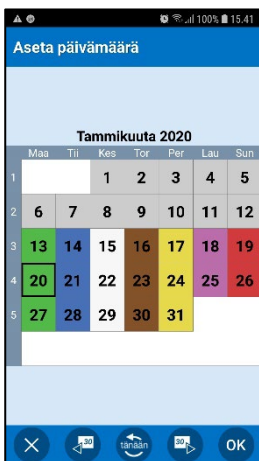 100% 15.41
Aseta päivämäärä
Tammikuuta 2020
Maa Tii Kes Tor Per Lau Sun
1 1 2 3 4 5
2 6 7 8 9 10 11 12
3 13 14 15 16 17 18 19
4 20 21 22 23 24 25 26
5 27 28 29 30 31
30 tänään 30 OK